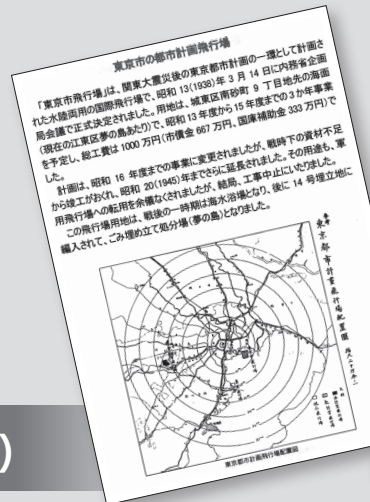 東京市の都市計画飛行場
「東京市飛行場」は、関東大震災後の東京都市計画の一環として計画さ
れた水陸両用の国際飛行場で、昭和13(1938)年 3 月 14 日に内務省企画
局会議で正式決定されました。用地は、城東区南砂町 9 丁目地先の海面
(現在の江東区夢の島あたり)で、昭和 13 年度から 15 年度までの3か年事業
を予定し、総工費は 1000 万円(市債金 667 万円、国庫補助金 333 万円)で
した。
計画は、昭和 16 年度までの事業に変更されましたが、戦時下の資材不足
から竣工がおくれ、昭和 20(1945)年までさらに延長されました。その用途も、軍
用飛行場への転用を余儀なくされましたが、結局、工事中止にいたりました。
この飛行場用地は、戦後の一時期は海水浴場となり、後に 14 号埋立地に
編入されて、ごみ埋め立て処分場(夢の島)となりました。
東京都市計畫飛行場配置圖
東京都市計画飛行場配置図
)